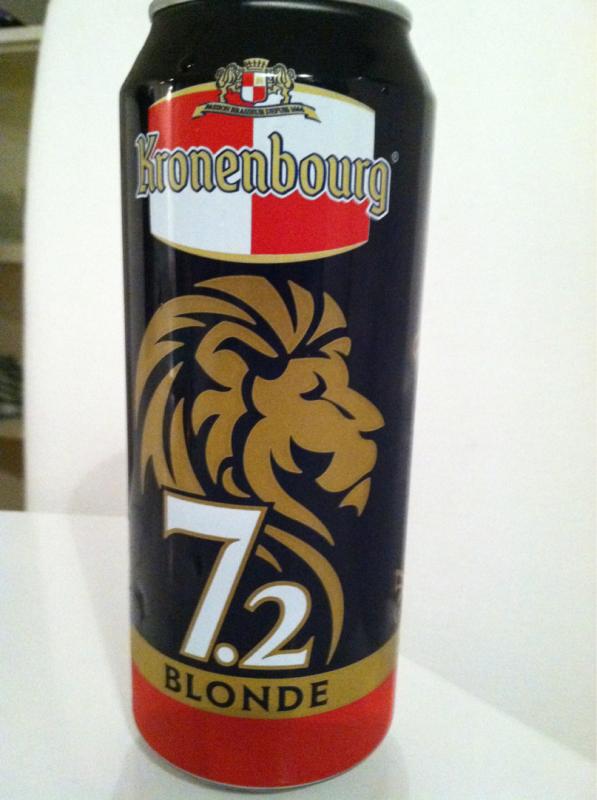 PASSION BRASSEUR DEPUIS 1664
Kronenbourg®
7.2
BLONDE